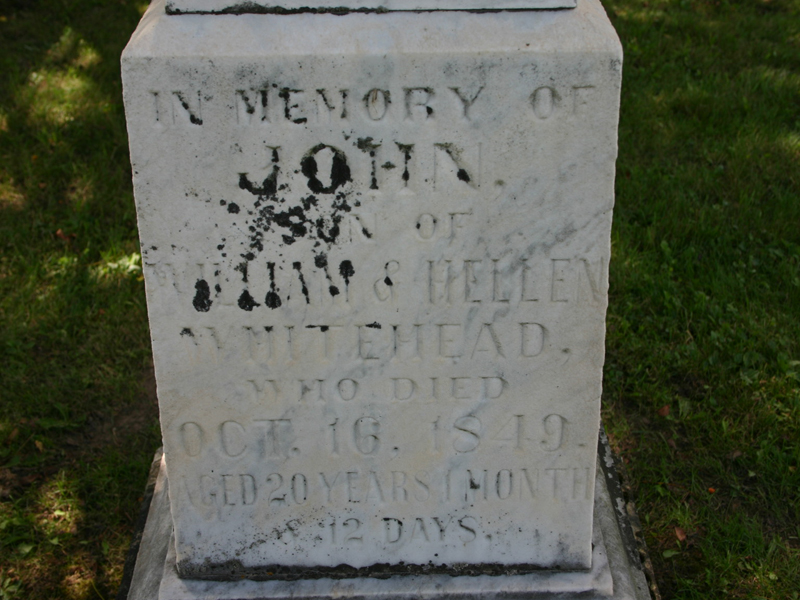 IN MEMORY OF
JOHN,
SON OF
WILLIAM & HELLEN
WHITEHEAD,
WHO DIED
OCT. 16. 1849.
AGED 20 YEARS 1 MONTH
12 DAYS.